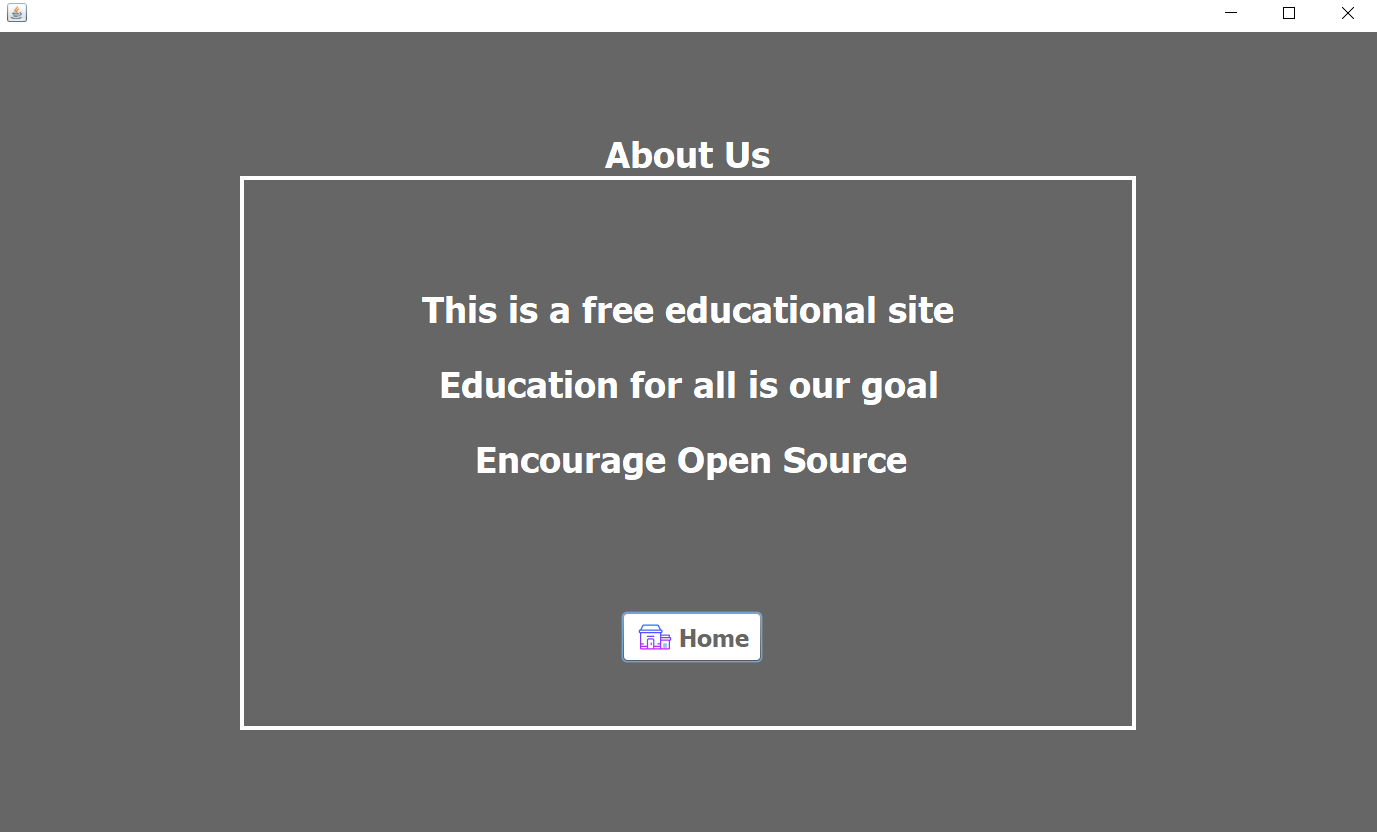 About Us
This is a free educational site
Education for all is our goal
Encourage Open Source
Home